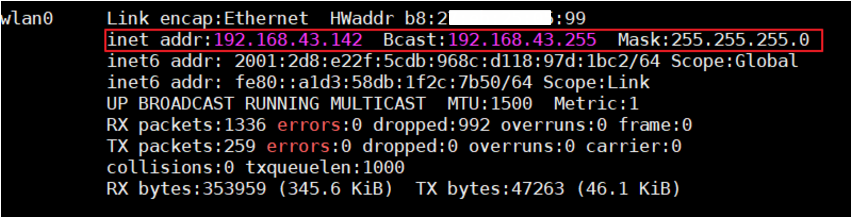 wlan0 Link encap:Ethernet HWaddr b8:2 6:99
inet addr:192.168.43.142 Bcast:192.168.43.255 Mask:255.255.255.0
inet6 addr: 2001:2d8:e22f:5cdb:968c:d118:97d:1bc2/64 Scope:Global
inet6 addr: fe80::a1d3:58db:1f2c:7b50/64 Scope:Link
UP BROADCAST RUNNING MULTICAST MTU:1500 Metric:1
RX packets:1336 errors:0 dropped:992 overruns:0 frame:0
TX packets:259 errors:0 dropped:0 overruns:0 carrier:0
collisions:0 txqueuelen:1000
RX bytes:353959 (345.6 KiB) TX bytes:47263 (46.1 KiB)